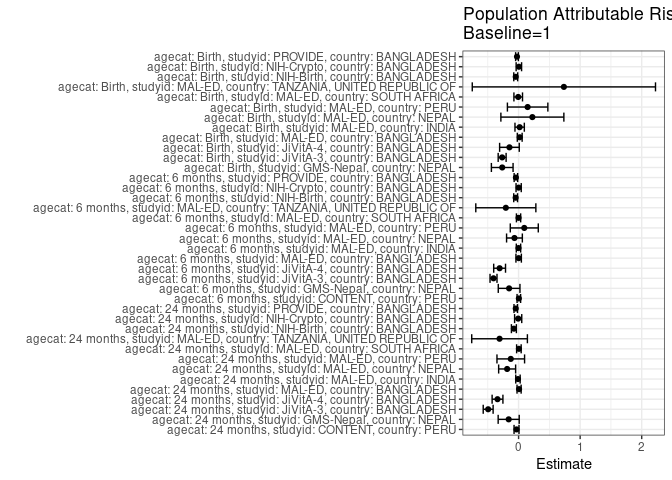 Population Attributable Ris
Baseline=1
agecat: Birth, studyid: PROVIDE, country: BANGLADESH
agecat: Birth, studyid: NIH-Crypto, country: BANGLADESH
agecat: Birth, studyid: NIH-Birth, country: BANGLADESH
agecat: Birth, studyid: MAL-ED, country: TANZANIA, UNITED REPUBLIC OF
agecat: Birth, studyid: MAL-ED, country: SOUTH AFRICA
agecat: Birth, studyid: MAL-ED, country: PERU
agecat: Birth, studyid: MAL-ED, country: NEPAL
agecat: Birth, studyid: MAL-ED, country: INDIA
agecat: Birth, studyid: MAL-ED, country: BANGLADESH
agecat: Birth, studyid: JiVitA-4, country: BANGLADESH
agecat: Birth, studyid: JiVitA-3, country: BANGLADESH
agecat: Birth, studyid: GMS-Nepal, country: NEPAL
agecat: 6 months, studyid: PROVIDE, country: BANGLADESH
agecat: 6 months, studyid: NIH-Crypto, country: BANGLADESH
agecat: 6 months, studyid: NIH-Birth, country: BANGLADESH
agecat: 6 months, studyid: MAL-ED, country: TANZANIA, UNITED REPUBLIC OF
agecat: 6 months, studyid: MAL-ED, country: SOUTH AFRICA
agecat: 6 months, studyid: MAL-ED, country: PERU
agecat: 6 months, studyid: MAL-ED, country: NEPAL
agecat: 6 months, studyid: MAL-ED, country: INDIA
agecat: 6 months, studyid: MAL-ED, country: BANGLADESH
agecat: 6 months, studyid: JiVitA-4, country: BANGLADESH
agecat: 6 months, studyid: JiVitA-3, country: BANGLADESH
agecat: 6 months, studyid: GMS-Nepal, country: NEPAL
agecat: 6 months, studyid: CONTENT, country: PERU
agecat: 24 months, studyid: PROVIDE, country: BANGLADESH
agecat: 24 months, studyid: NIH-Crypto, country: BANGLADESH
agecat: 24 months, studyid: NIH-Birth, country: BANGLADESH
agecat: 24 months, studyid: MAL-ED, country: TANZANIA, UNITED REPUBLIC OF
agecat: 24 months, studyid: MAL-ED, country: SOUTH AFRICA
agecat: 24 months, studyid: MAL-ED, country: PERU
agecat: 24 months, studyid: MAL-ED, country: NEPAL
agecat: 24 months, studyid: MAL-ED, country: INDIA
agecat: 24 months, studyid: MAL-ED, country: BANGLADESH
agecat: 24 months, studyid: JiVitA-4, country: BANGLADESH
agecat: 24 months, studyid: JiVitA-3, country: BANGLADESH
agecat: 24 months, studyid: GMS-Nepal, country: NEPAL
agecat: 24 months, studyid: CONTENT, country: PERU
0 1 2
Estimate